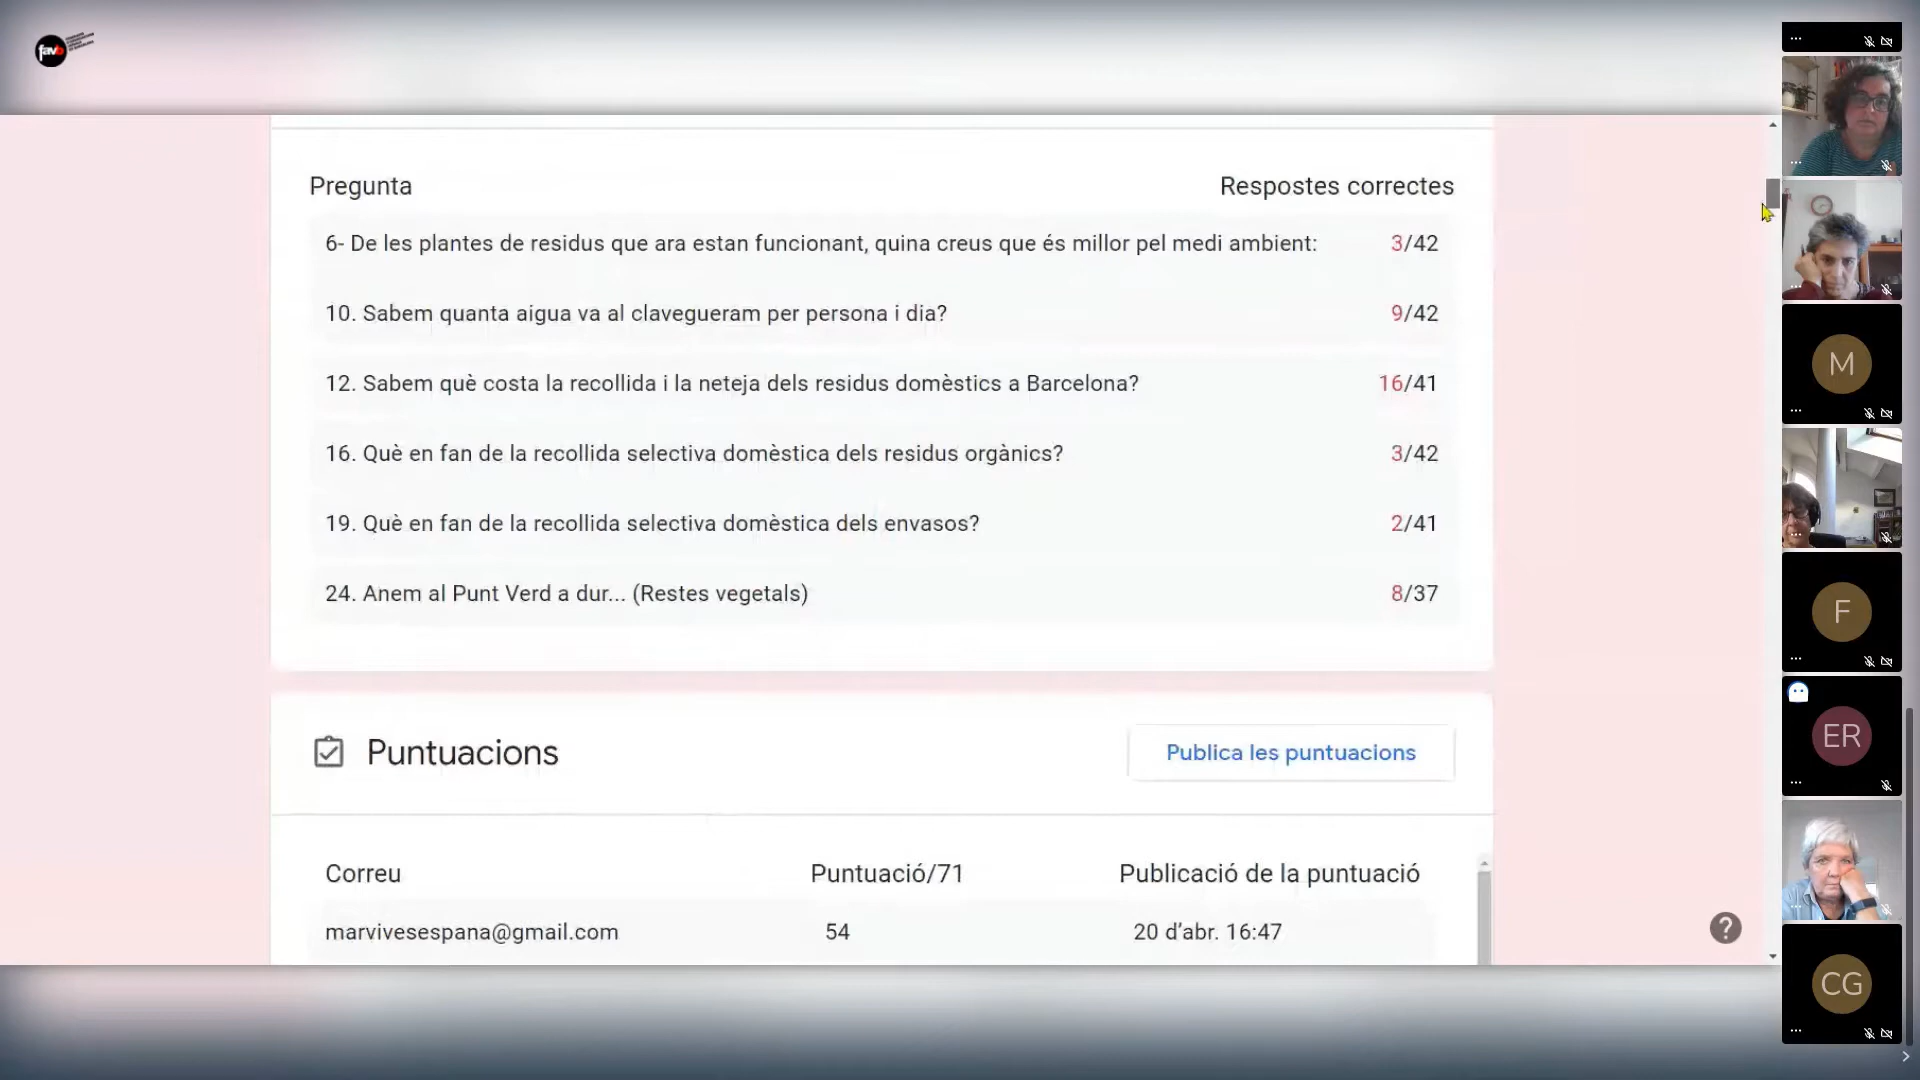 favb
Pregunta Respostes correctes
6- De les plantes de residus que ara estan funcionant, quina creus que és millor pel medi ambient: 3/42
10. Sabem quanta aigua va al clavegueram per persona i dia? 9/42
12. Sabem què costa la recollida i la neteja dels residus domèstics a Barcelona? 16/41
16. Què en fan de la recollida selectiva domèstica dels residus orgànics? 3/42
19. Què en fan de la recollida selectiva domèstica dels envasos? 2/41
24. Anem al Punt Verd a dur... (Restes vegetals) 8/37
Puntuacions Publica les puntuacions
Correu Puntuació/71 Publicació de la puntuació
marvivesespana@gmail.com 54 20 d’abr. 16:47
?
M
F
ER
CG